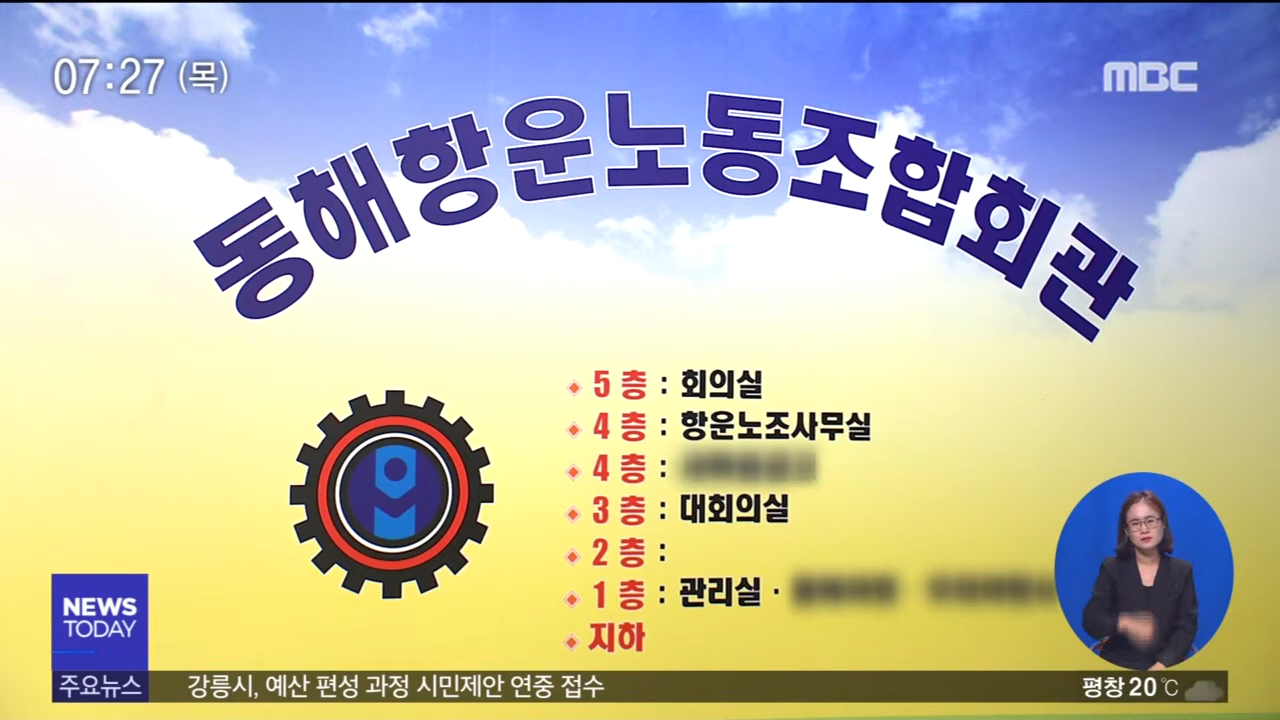 07:27 (목)
MBC
동해항운노동조합회관
5 층 : 회의실
4 층 : 항운노조사무실
4 층 :
3 층 : 대회의실
2 층 :
1 층 : 관리실 ·
지하
NEWS
TODAY
주요뉴스 강릉시, 예산 편성 과정 시민제안 연중 접수 평창 20℃